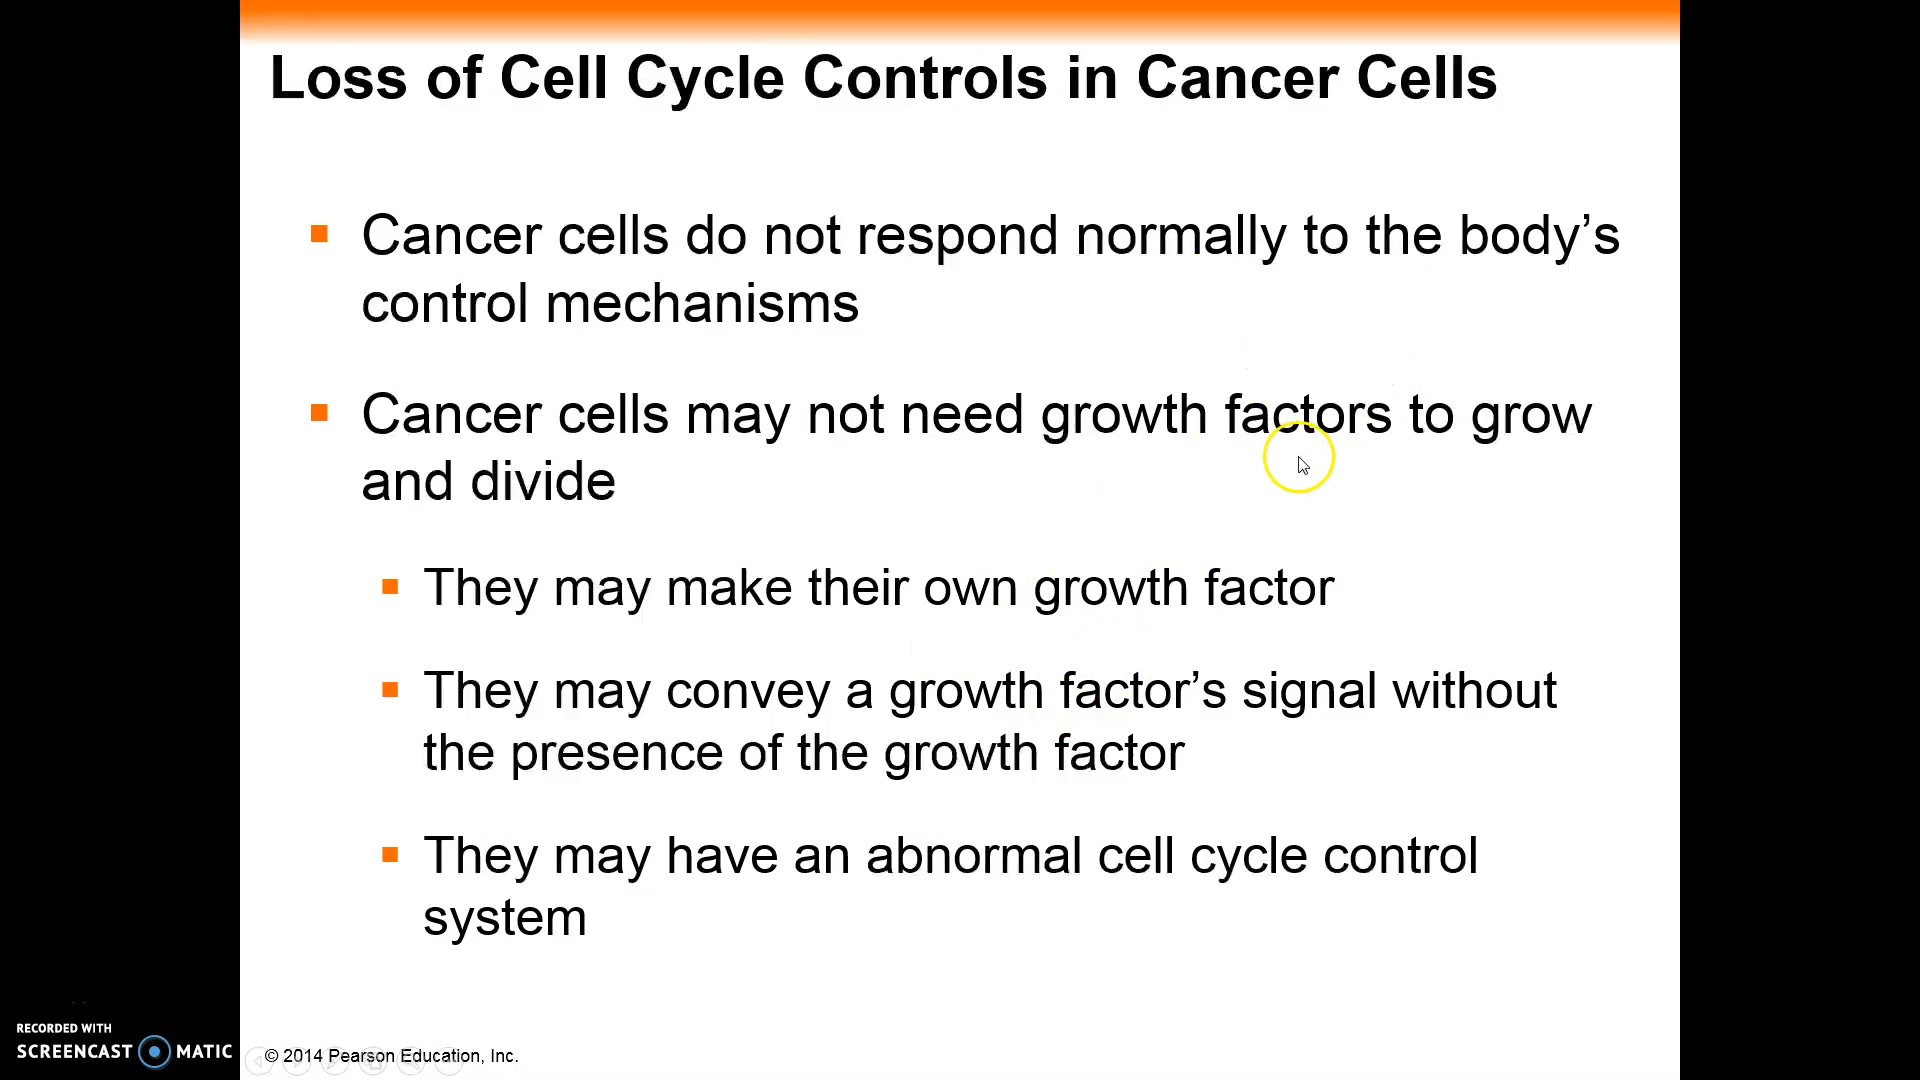 Loss of Cell Cycle Controls in Cancer Cells
Cancer cells do not respond normally to the body’s
control mechanisms
Cancer cells may not need growth factors to grow
and divide
They may make their own growth factor
They may convey a growth factor’s signal without
the presence of the growth factor
They may have an abnormal cell cycle control
system
RECORDED WITH
SCREENCAST MATIC
© 2014 Pearson Education, Inc.